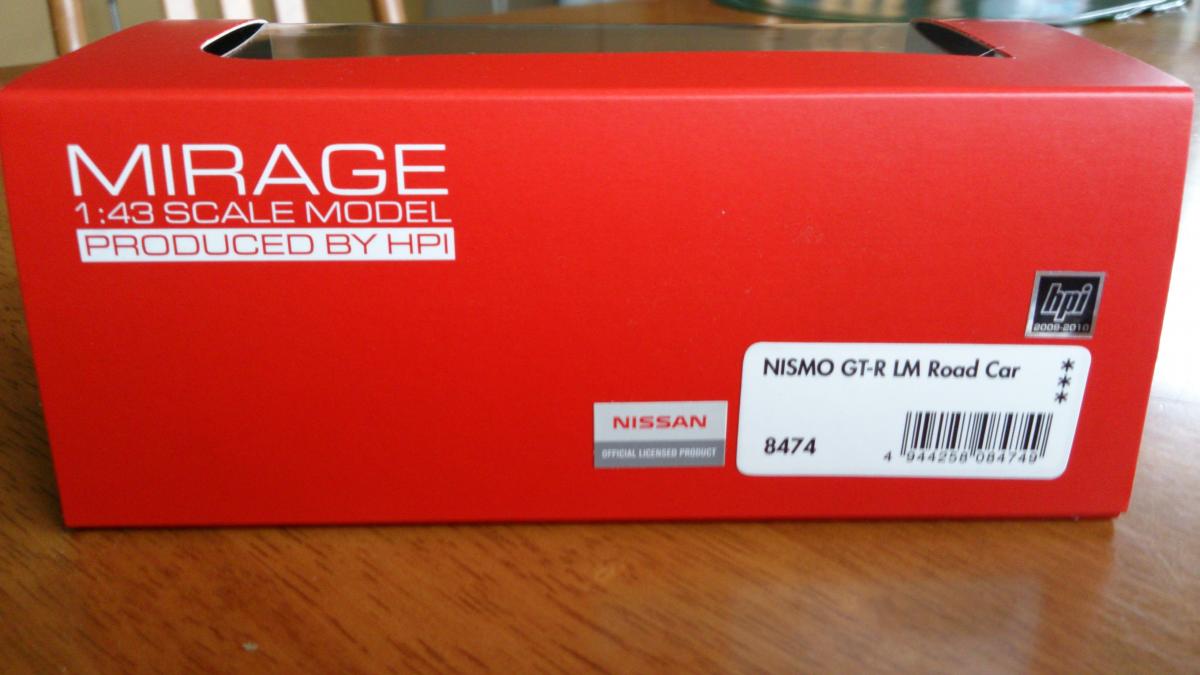 MIRAGE
1:43 SCALE MODEL
PRODUCED BY HPI
hpi
2009-2010
NISMO GT-R LM Road Car
***
NISSAN
OFFICIAL LICENSED PRODUCT
8474
4 944258 084749